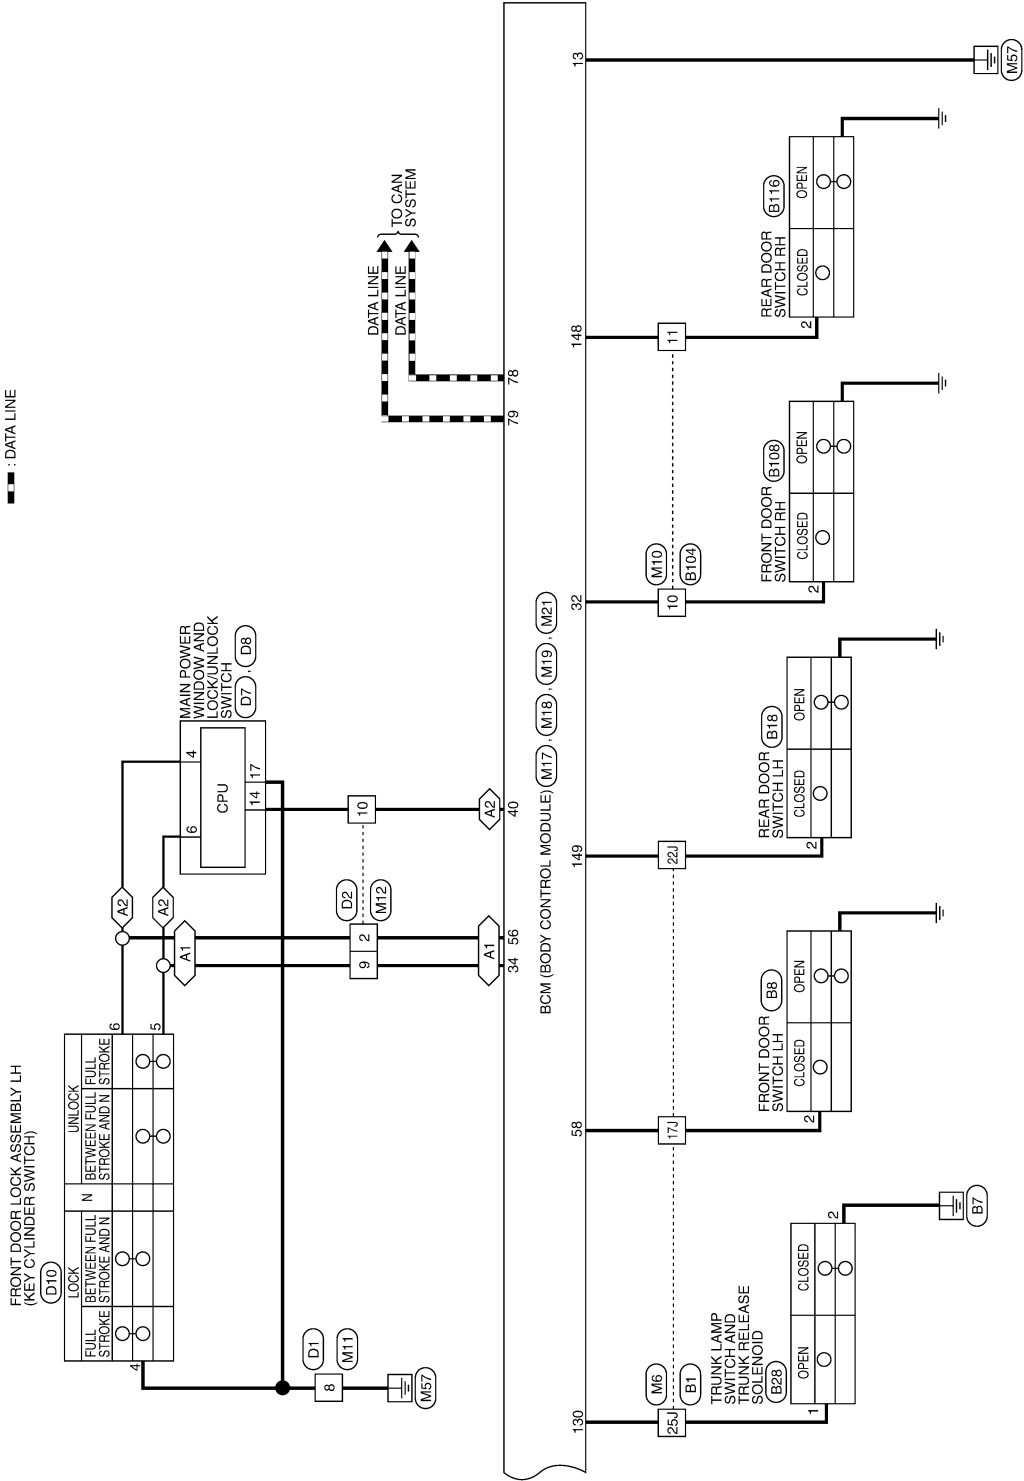 : DATA LINE
FRONT DOOR LOCK ASSEMBLY LH
(KEY CYLINDER SWITCH)
D10
LOCK
N
UNLOCK
FULL
STROKE
BETWEEN FULL
STROKE AND N
BETWEEN FULL
STROKE AND N
FULL
STROKE
4
6
5
A2
A2
A1
MAIN POWER
WINDOW AND
LOCK/UNLOCK
SWITCH
D7 , D8
4
6
CPU
14
17
D1
8
M11
M57
D2
9
2
10
M12
A1
A2
DATA LINE
DATA LINE
TO CAN
SYSTEM
34
56
40
79
78
BCM (BODY CONTROL MODULE) M17 , M18 , M19 , M21
130
58
149
32
148
13
M6
25J
17J
22J
B1
M10
10
11
B104
TRUNK LAMP
SWITCH AND
TRUNK RELEASE
SOLENOID
B28
1
OPEN
CLOSED
2
B7
FRONT DOOR
SWITCH LH
B8
2
CLOSED
OPEN
REAR DOOR
SWITCH LH
B18
2
CLOSED
OPEN
FRONT DOOR
SWITCH RH
B108
2
CLOSED
OPEN
REAR DOOR
SWITCH RH
B116
2
CLOSED
OPEN
M57